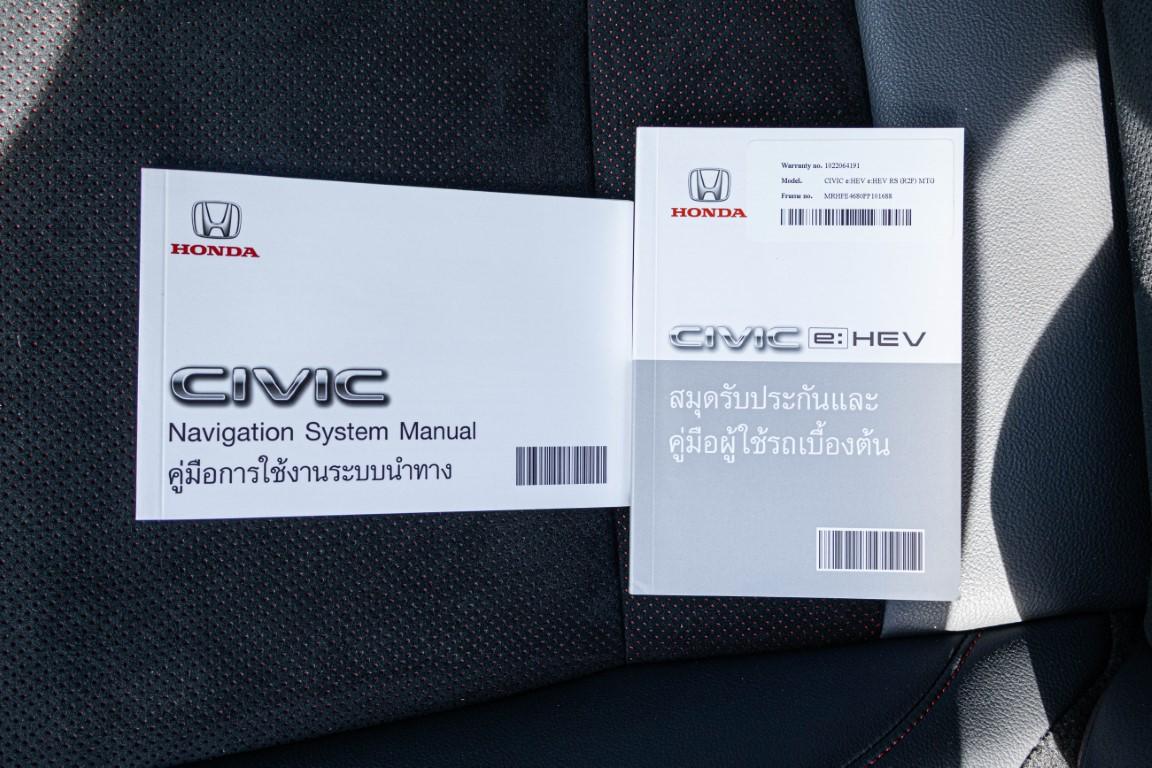 HONDA
CIVIC
Navigation System Manual
คู่มือการใช้งานระบบนำทาง
HONDA
Warranty no. 1022064191
Model. CIVIC e:HEV e:HEV RS (R2F) MTG
Frame no. MRHFE4680PP101688
CIVIC e:HEV
สมุดรับประกันและ
คู่มือผู้ใช้รถเบื้องต้น